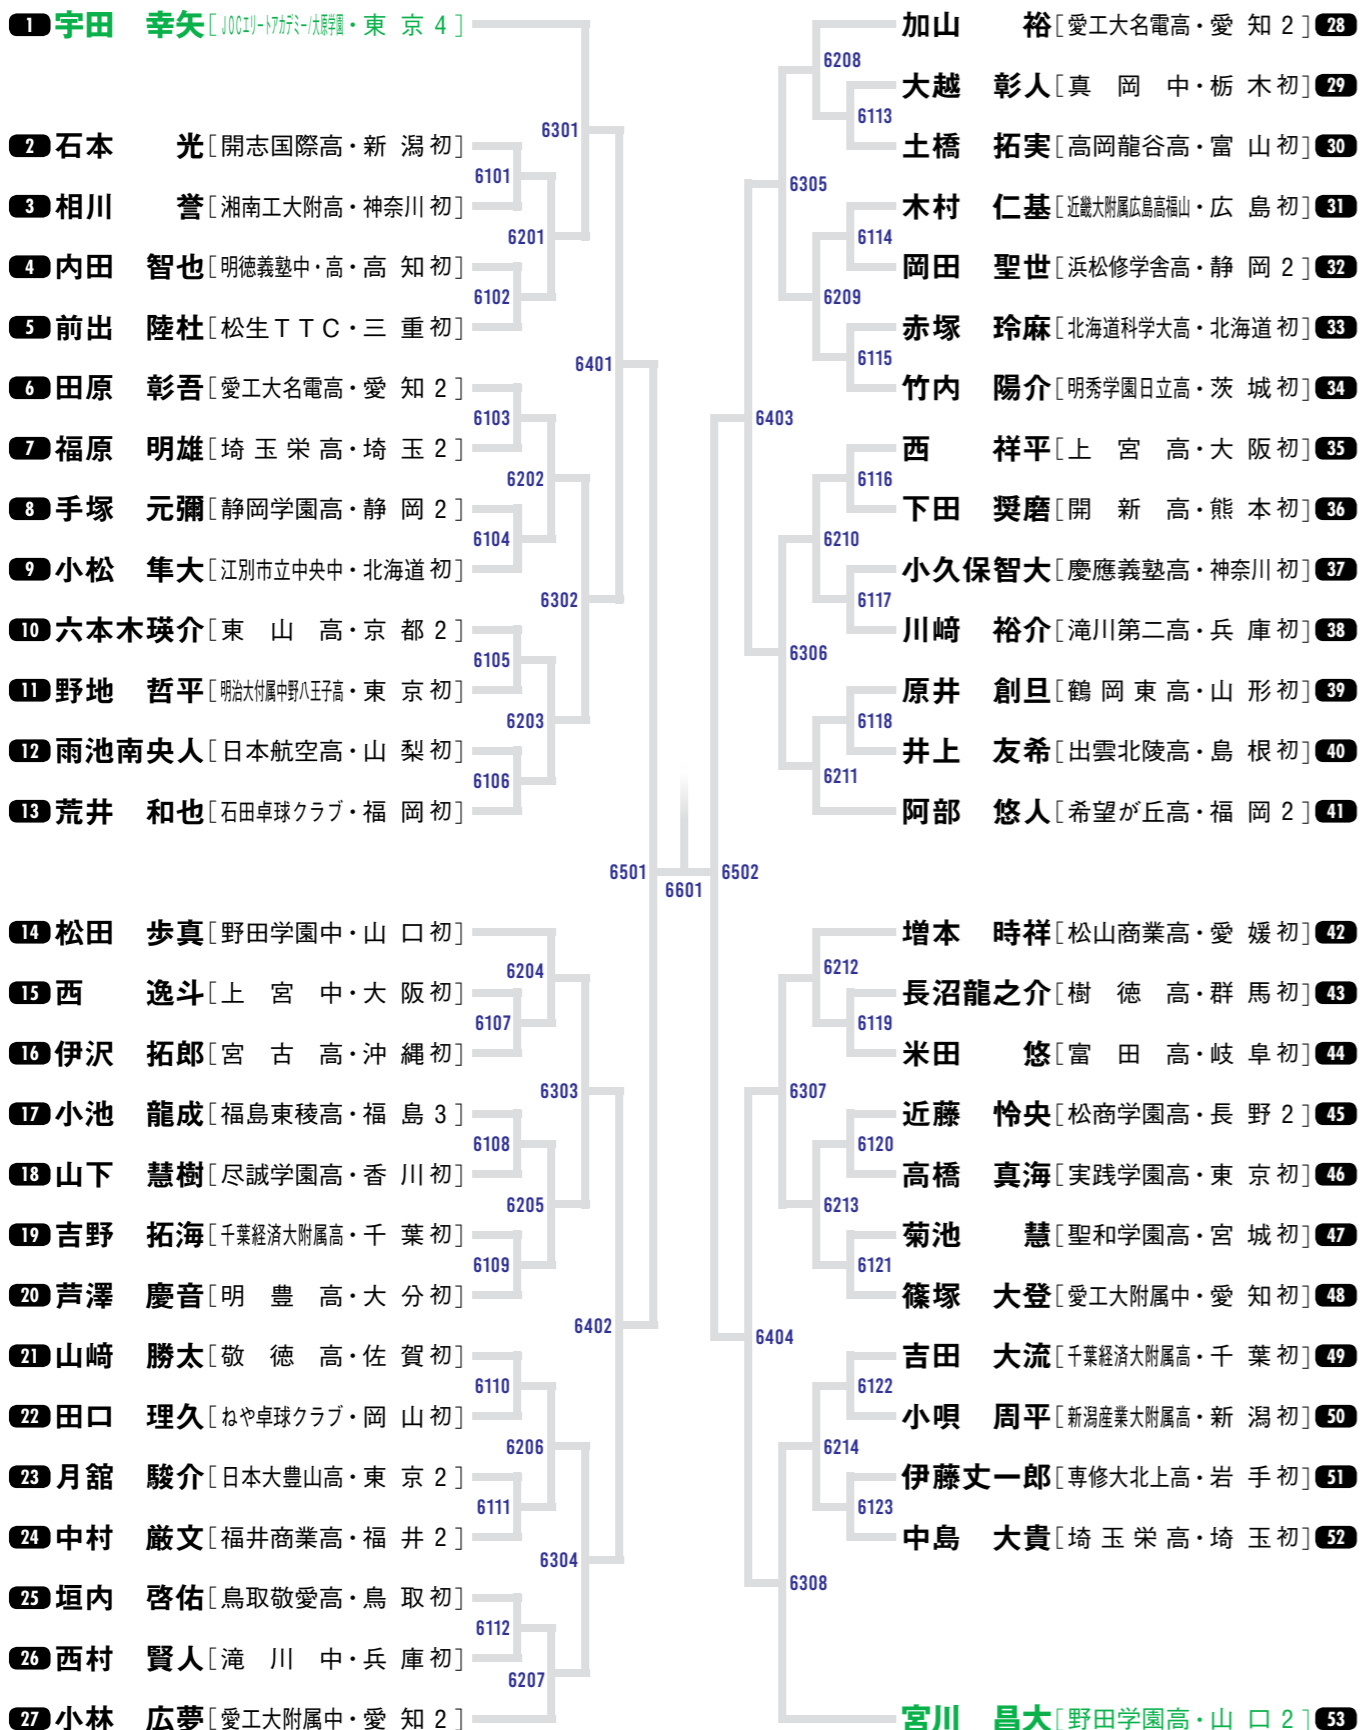 1 宇田 幸矢 [JOCエリートアカデミー/大原学園・東 京 4]
2 石本 光 [開志国際高・新 潟 初]
3 相川 誉 [湘南工大附高・神奈川 初]
4 内田 智也 [明徳義塾中・高・高 知 初]
5 前出 陸杜 [松生TTC・三 重 初]
6 田原 彰吾 [愛工大名電高・愛 知 2]
7 福原 明雄 [埼玉栄高・埼 玉 2]
8 手塚 元彌 [静岡学園高・静 岡 2]
9 小松 隼大 [江別市立中央中・北海道 初]
10 六本木瑛介 [東山高・京 都 2]
11 野地 哲平 [明治大付属中野八王子高・東 京 初]
12 雨池南央人 [日本航空高・山 梨 初]
13 荒井 和也 [石田卓球クラブ・福 岡 初]
14 松田 歩真 [野田学園中・山 口 初]
15 西 逸斗 [上宮中・大 阪 初]
16 伊沢 拓郎 [宮古高・沖 縄 初]
17 小池 龍成 [福島東稜高・福 島 3]
18 山下 慧樹 [尽誠学園高・香 川 初]
19 吉野 拓海 [千葉経済大附属高・千 葉 初]
20 芦澤 慶音 [明豊高・大 分 初]
21 山﨑 勝太 [敬徳高・佐 賀 初]
22 田口 理久 [ねや卓球クラブ・岡 山 初]
23 月舘 駿介 [日本大豊山高・東 京 2]
24 中村 厳文 [福井商業高・福 井 2]
25 垣内 啓佑 [鳥取敬愛高・鳥 取 初]
26 西村 賢人 [滝川中・兵 庫 初]
27 小林 広夢 [愛工大附属中・愛 知 2]
6101
6102
6103
6104
6105
6106
6107
6108
6109
6110
6111
6112
6201
6202
6203
6204
6205
6206
6207
6301
6302
6303
6304
6401
6402
6501
6601
6502
6403
6404
6305
6306
6307
6308
6208
6209
6210
6211
6212
6213
6214
6113
6114
6115
6116
6117
6118
6119
6120
6121
6122
6123
加山 裕 [愛工大名電高・愛 知 2] 28
大越 彰人 [真岡中・栃 木 初] 29
土橋 拓実 [高岡龍谷高・富 山 初] 30
木村 仁基 [近畿大附属広島高福山・広 島 初] 31
岡田 聖世 [浜松修学舎高・静 岡 2] 32
赤塚 玲麻 [北海道科学大高・北海道 初] 33
竹内 陽介 [明秀学園日立高・茨 城 初] 34
西 祥平 [上宮高・大 阪 初] 35
下田 奨磨 [開新高・熊 本 初] 36
小久保智大 [慶應義塾高・神奈川 初] 37
川﨑 裕介 [滝川第二高・兵 庫 初] 38
原井 創旦 [鶴岡東高・山 形 初] 39
井上 友希 [出雲北陵高・島 根 初] 40
阿部 悠人 [希望が丘高・福 岡 2] 41
増本 時祥 [松山商業高・愛 媛 初] 42
長沼龍之介 [樹徳高・群 馬 初] 43
米田 悠 [富田高・岐 阜 初] 44
近藤 怜央 [松商学園高・長 野 2] 45
高橋 真海 [実践学園高・東 京 初] 46
菊池 慧 [聖和学園高・宮 城 初] 47
篠塚 大登 [愛工大附属中・愛 知 初] 48
吉田 大流 [千葉経済大附属高・千 葉 初] 49
小唄 周平 [新潟産業大附属高・新 潟 初] 50
伊藤丈一郎 [専修大北上高・岩 手 初] 51
中島 大貴 [埼玉栄高・埼 玉 初] 52
宮川 昌大 [野田学園高・山 口 2] 53